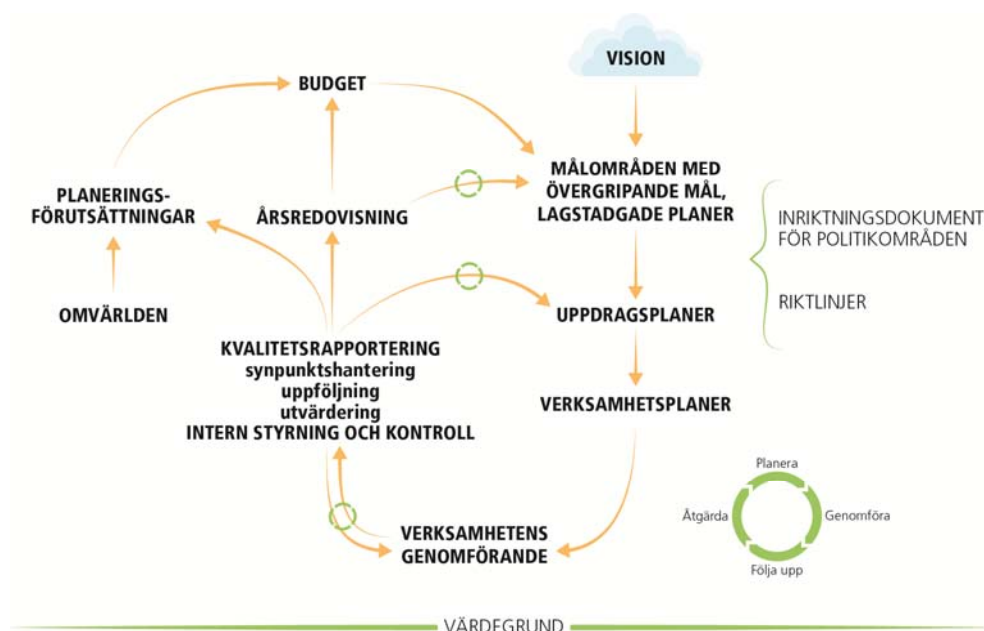 VISION
BUDGET
MÅLOMRÅDEN MED
ÖVERGRIPANDE MÅL,
LAGSTADGADE PLANER
PLANERINGS-
FÖRUTSÄTTNINGAR
ÅRSREDOVISNING
INRIKTNINGSDOKUMENT
FÖR POLITIKOMRÅDEN
RIKTLINJER
OMVÄRLDEN
UPPDRAGSPLANER
KVALITETSRAPPORTERING
synpunktshantering
uppföljning
utvärdering
INTERN STYRNING OCH KONTROLL
VERKSAMHETSPLANER
VERKSAMHETENS
GENOMFÖRANDE
Planera
Åtgärda
Genomföra
Följa upp
VÄRDEGRUND